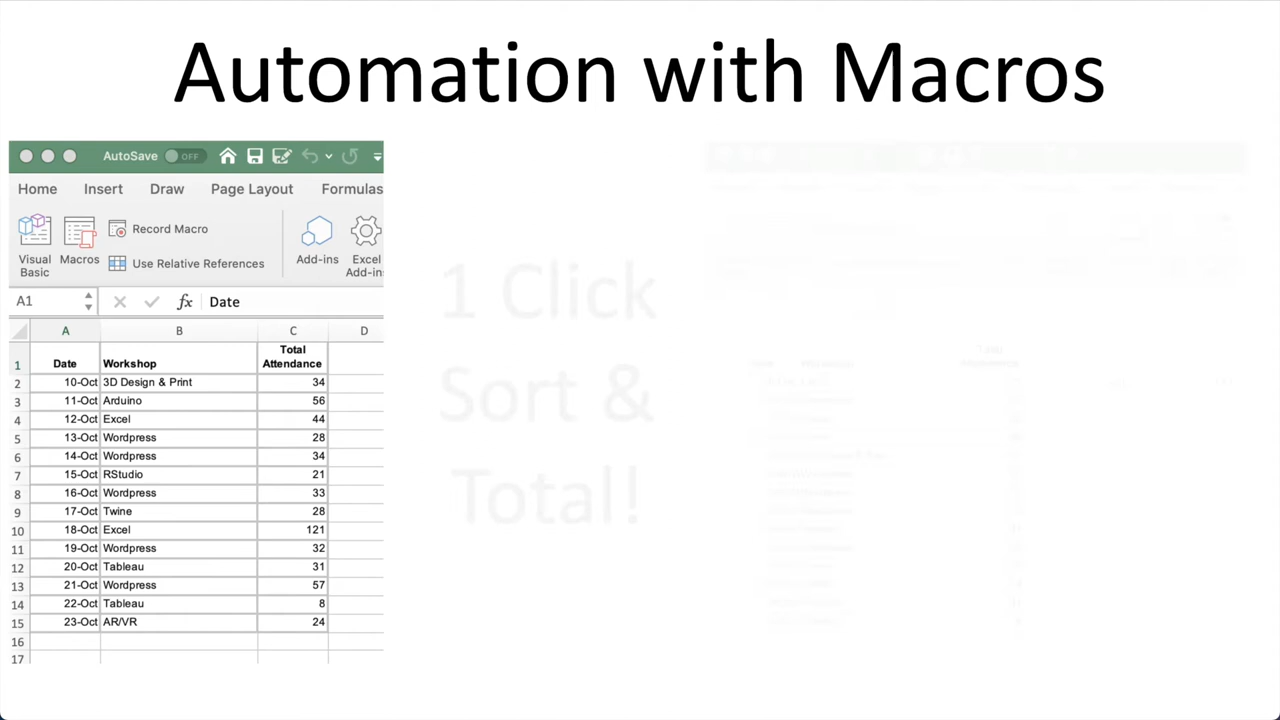 Automation with Macros
AutoSave OFF
Home Insert Draw Page Layout Formulas
Visual Basic
Macros
Record Macro
Use Relative References
Add-ins
Excel Add-in
A1 fx Date
A B C D
1 Date Workshop Total Attendance
2 10-Oct 3D Design & Print 34
3 11-Oct Arduino 56
4 12-Oct Excel 44
5 13-Oct Wordpress 28
6 14-Oct Wordpress 34
7 15-Oct RStudio 21
8 16-Oct Wordpress 33
9 17-Oct Twine 28
10 18-Oct Excel 121
11 19-Oct Wordpress 32
12 20-Oct Tableau 31
13 21-Oct Wordpress 57
14 22-Oct Tableau 8
15 23-Oct AR/VR 24
16
17
1 Click
Sort &
Total!